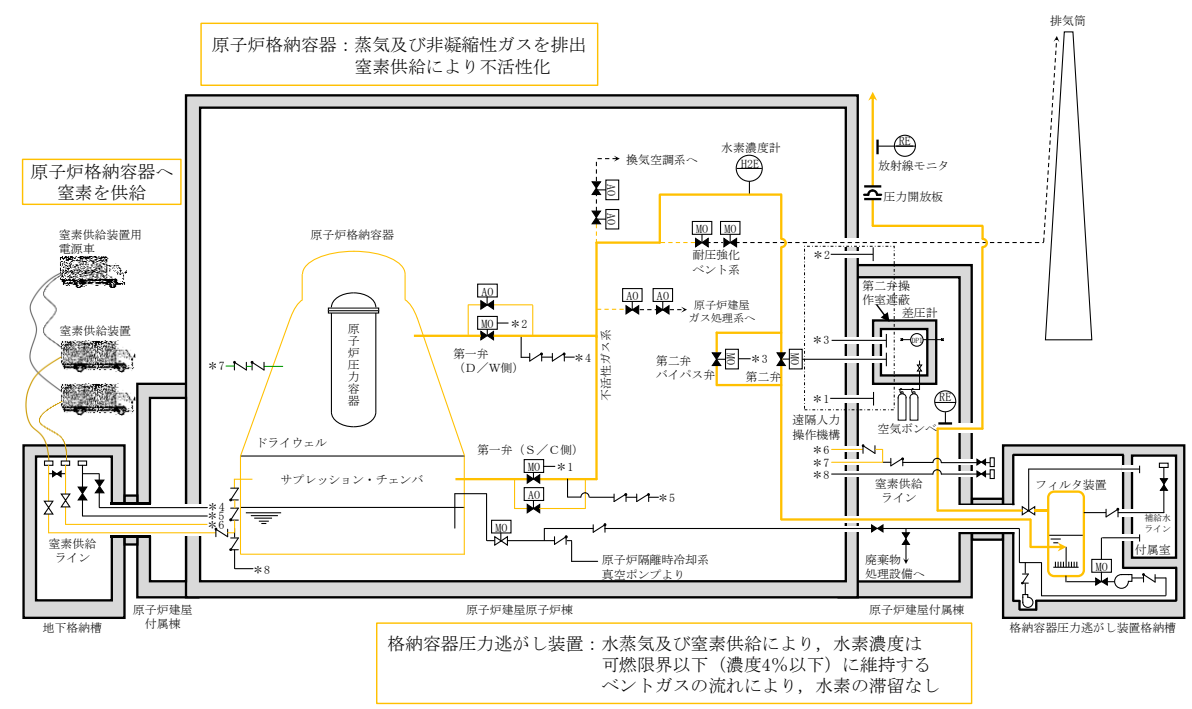 排気筒
原子炉格納容器：蒸気及び非凝縮性ガスを排出
窒素供給により不活性化
原子炉格納容器へ
窒素を供給
水素濃度計
H2E
換気空調系へ
AO
AO
RE
放射線モニタ
圧力開放板
窒素供給装置用
電源車
原子炉格納容器
MO
MO
耐圧強化
ベント系
＊2
第二弁操
作室遮蔽
差圧計
DPI
AO
MO
＊2
第一弁
（D／W側）
＊4
AO
AO
原子炉建屋
ガス処理系へ
不活性ガス系
窒素供給装置
原子炉圧力容器
＊7
MO
＊3
第二弁
バイパス弁
MO
第二弁
＊3
＊1
遠隔人力
操作機構
空気ボンベ
RE
ドライウェル
サプレッション・チェンバ
第一弁（S／C側）
MO
＊1
AO
＊5
＊6
＊7
＊8
窒素供給
ライン
フィルタ装置
補給水
ライン
付属室
MO
＊4
＊5
＊6
＊8
窒素供給
ライン
MO
原子炉隔離時冷却系
真空ポンプより
廃棄物
処理設備へ
地下格納槽
原子炉建屋
付属棟
原子炉建屋原子炉棟
原子炉建屋付属棟
格納容器圧力逃がし装置格納槽
格納容器圧力逃がし装置：水蒸気及び窒素供給により，水素濃度は
可燃限界以下（濃度4％以下）に維持する
ベントガスの流れにより，水素の滞留なし